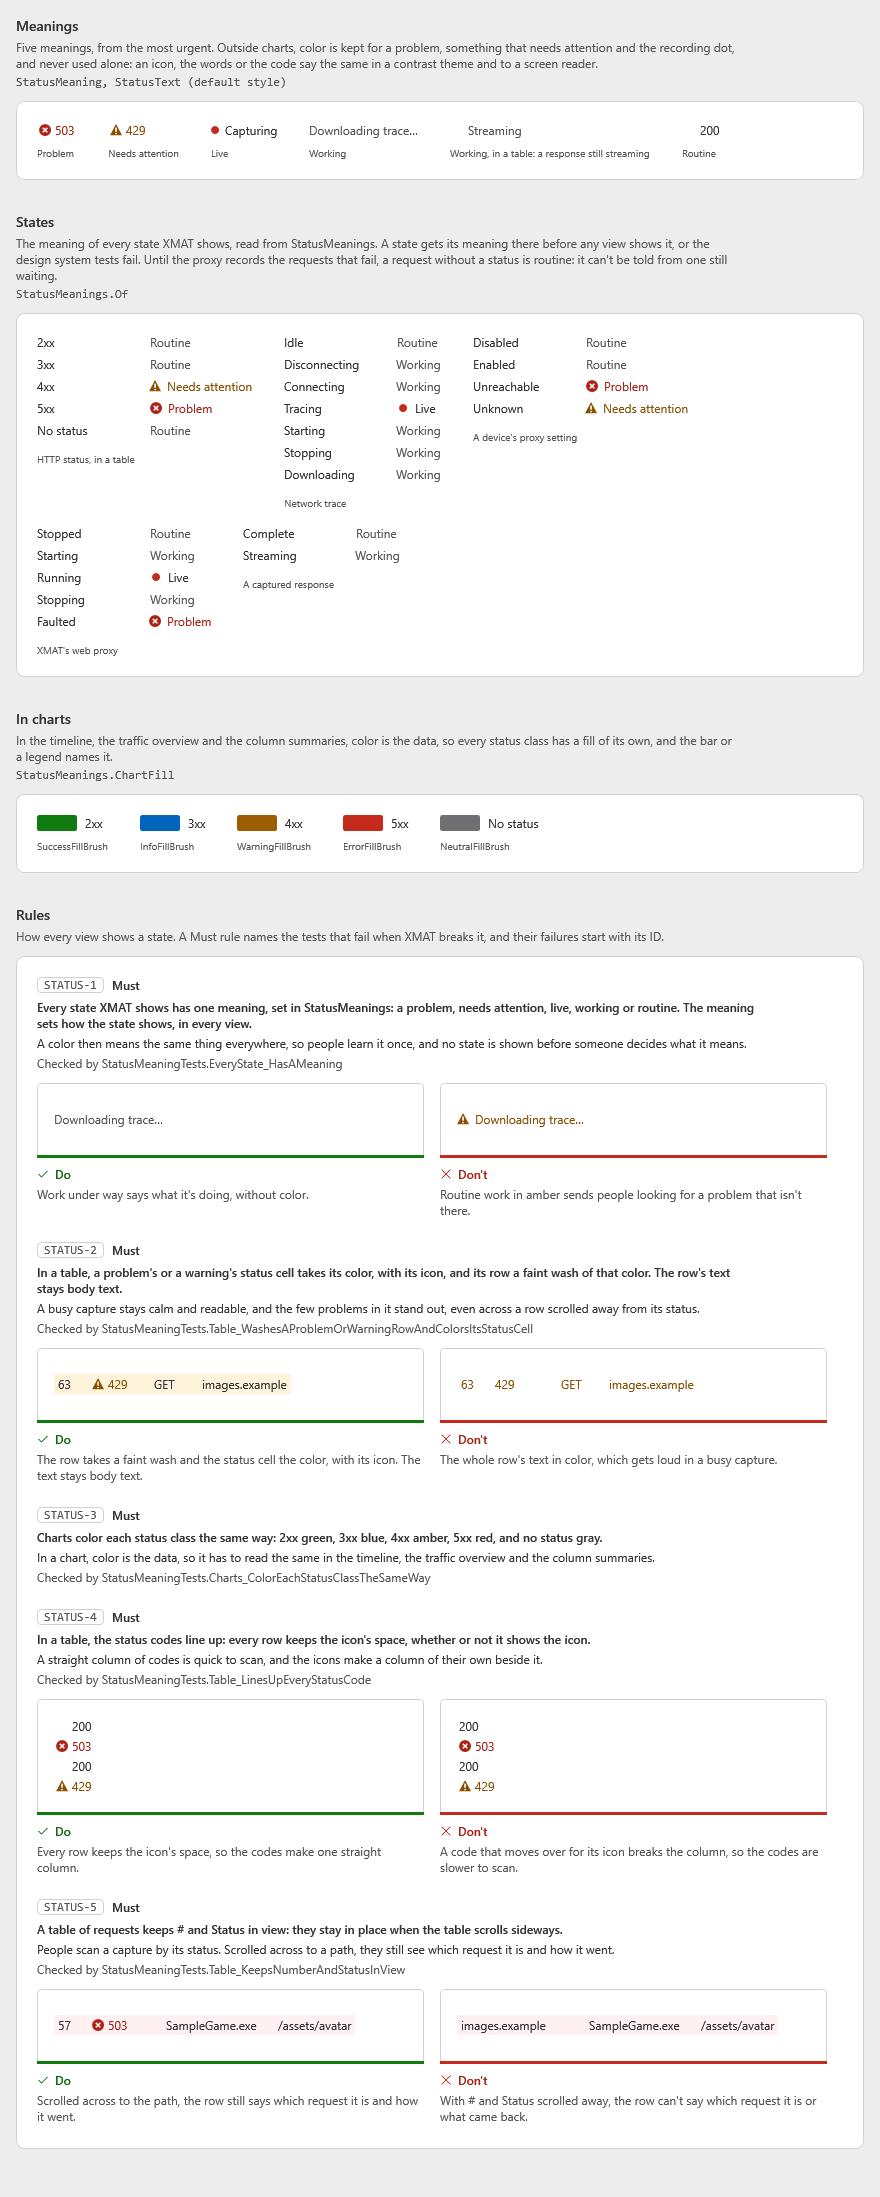 Meanings
Five meanings, from the most urgent. Outside charts, color is kept for a problem, something that needs attention and the recording dot,
and never used alone: an icon, the words or the code say the same in a contrast theme and to a screen reader.
StatusMeaning, StatusText (default style)
503 429 Capturing Downloading trace... Streaming 200
Problem Needs attention Live Working Working, in a table: a response still streaming Routine
States
The meaning of every state XMAT shows, read from StatusMeanings. A state gets its meaning there before any view shows it, or the
design system tests fail. Until the proxy records the requests that fail, a request without a status is routine: it can't be told from one still
waiting.
StatusMeanings.Of
2xx Routine
3xx Routine
4xx Needs attention
5xx Problem
No status Routine
HTTP status, in a table
Idle Routine
Disconnecting Working
Connecting Working
Tracing Live
Starting Working
Stopping Working
Downloading Working
Network trace
Disabled Routine
Enabled Routine
Unreachable Problem
Unknown Needs attention
A device's proxy setting
Stopped Routine
Starting Working
Running Live
Stopping Working
Faulted Problem
XMAT's web proxy
Complete Routine
Streaming Working
A captured response
In charts
In the timeline, the traffic overview and the column summaries, color is the data, so every status class has a fill of its own, and the bar or
a legend names it.
StatusMeanings.ChartFill
2xx 3xx 4xx 5xx No status
SuccessFillBrush InfoFillBrush WarningFillBrush ErrorFillBrush NeutralFillBrush
Rules
How every view shows a state. A Must rule names the tests that fail when XMAT breaks it, and their failures start with its ID.
STATUS-1 Must
Every state XMAT shows has one meaning, set in StatusMeanings: a problem, needs attention, live, working or routine. The meaning
sets how the state shows, in every view.
A color then means the same thing everywhere, so people learn it once, and no state is shown before someone decides what it means.
Checked by StatusMeaningTests.EveryState_HasAMeaning
Downloading trace...
Do
Work under way says what it's doing, without color.
Downloading trace...
Don't
Routine work in amber sends people looking for a problem that isn't
there.
STATUS-2 Must
In a table, a problem's or a warning's status cell takes its color, with its icon, and its row a faint wash of that color. The row's text
stays body text.
A busy capture stays calm and readable, and the few problems in it stand out, even across a row scrolled away from its status.
Checked by StatusMeaningTests.Table_WashesAProblemOrWarningRowAndColorsItsStatusCell
63 429 GET images.example
Do
The row takes a faint wash and the status cell the color, with its icon. The
text stays body text.
63 429 GET images.example
Don't
The whole row's text in color, which gets loud in a busy capture.
STATUS-3 Must
Charts color each status class the same way: 2xx green, 3xx blue, 4xx amber, 5xx red, and no status gray.
In a chart, color is the data, so it has to read the same in the timeline, the traffic overview and the column summaries.
Checked by StatusMeaningTests.Charts_ColorEachStatusClassTheSameWay
STATUS-4 Must
In a table, the status codes line up: every row keeps the icon's space, whether or not it shows the icon.
A straight column of codes is quick to scan, and the icons make a column of their own beside it.
Checked by StatusMeaningTests.Table_LinesUpEveryStatusCode
200
503
200
429
Do
Every row keeps the icon's space, so the codes make one straight
column.
200
503
200
429
Don't
A code that moves over for its icon breaks the column, so the codes are
slower to scan.
STATUS-5 Must
A table of requests keeps # and Status in view: they stay in place when the table scrolls sideways.
People scan a capture by its status. Scrolled across to a path, they still see which request it is and how it went.
Checked by StatusMeaningTests.Table_KeepsNumberAndStatusInView
57 503 SampleGame.exe /assets/avatar
Do
Scrolled across to the path, the row still says which request it is and how
it went.
images.example SampleGame.exe /assets/avatar
Don't
With # and Status scrolled away, the row can't say which request it is or
what came back.